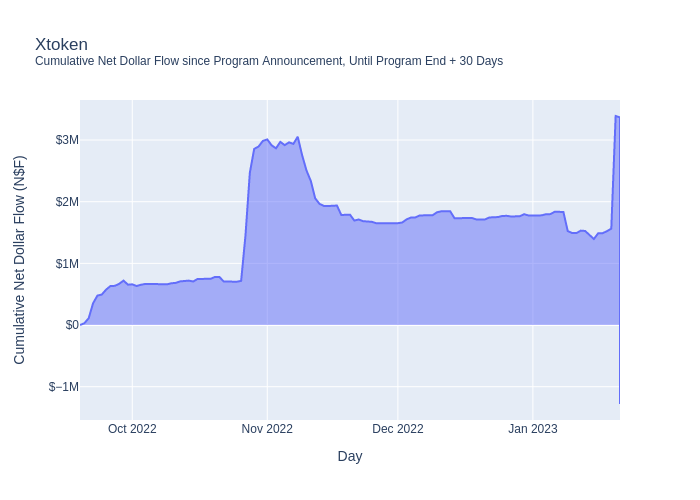 Xtoken
Cumulative Net Dollar Flow since Program Announcement, Until Program End + 30 Days
Cumulative Net Dollar Flow (N$F)
$3M
$2M
$1M
$0
$−1M
Oct 2022
Nov 2022
Dec 2022
Jan 2023
Day